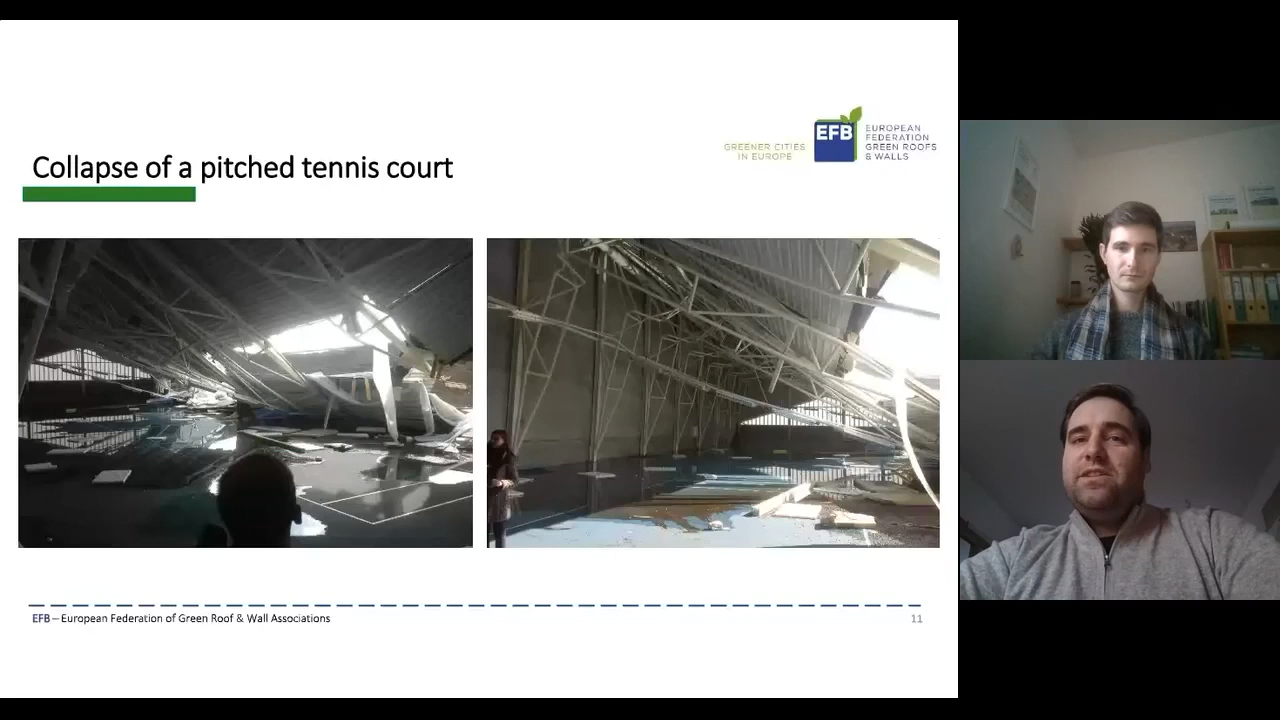 GREENER CITIES
IN EUROPE
EFB
EUROPEAN
FEDERATION
GREEN ROOFS
& WALLS
Collapse of a pitched tennis court
EFB – European Federation of Green Roof & Wall Associations
11